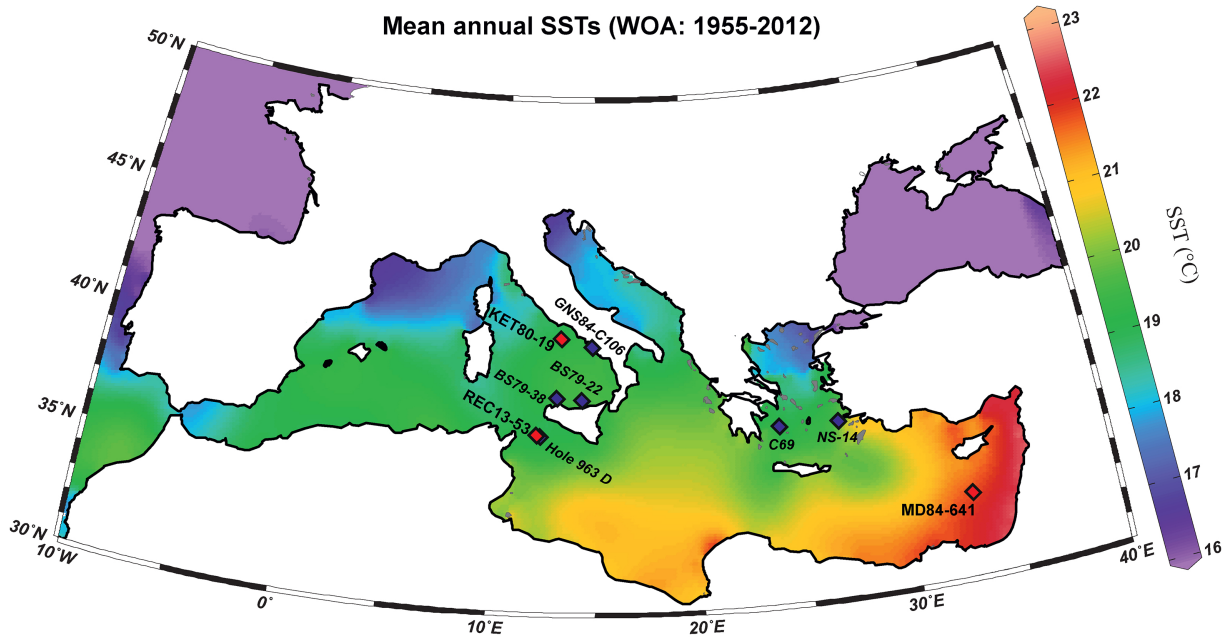 Mean annual SSTs (WOA: 1955-2012)
50°N
45°N
40°N
35°N
30°N
10°W
0°
10°E
20°E
30°E
40°E
KET80-19
GNS84-C106
BS79-38
BS79-22
REC13-53
Hole 963 D
C69
NS-14
MD84-641
23
22
21
20
19
18
17
16
SST (°C)